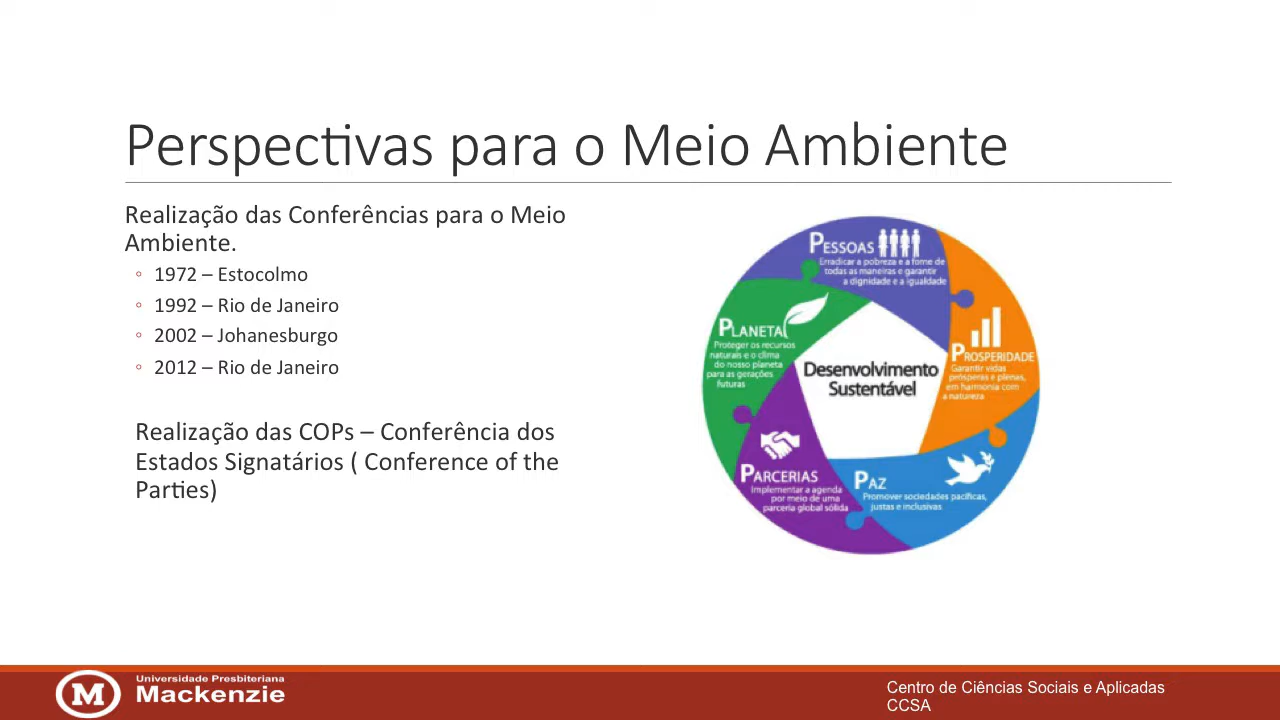 Perspectivas para o Meio Ambiente
Realização das Conferências para o Meio
Ambiente.
◦ 1972 – Estocolmo
◦ 1992 – Rio de Janeiro
◦ 2002 – Johanesburgo
◦ 2012 – Rio de Janeiro
Realização das COPs – Conferência dos
Estados Signatários ( Conference of the
Parties)
PESSOAS
Erradicar a pobreza e a fome de
todas as maneiras e garantir
a dignidade e a igualdade
PROSPERIDADE
Garantir vidas
prósperas e plenas,
em harmonia com
a natureza
PAZ
Promover sociedades pacíficas,
justas e inclusivas
PARCERIAS
Implementar a agenda
por meio de uma
parceria global sólida
PLANETA
Proteger os recursos
naturais e o clima
do nosso planeta
para as gerações
futuras
Desenvolvimento
Sustentável
M
Universidade Presbiteriana
Mackenzie
Centro de Ciências Sociais e Aplicadas
CCSA